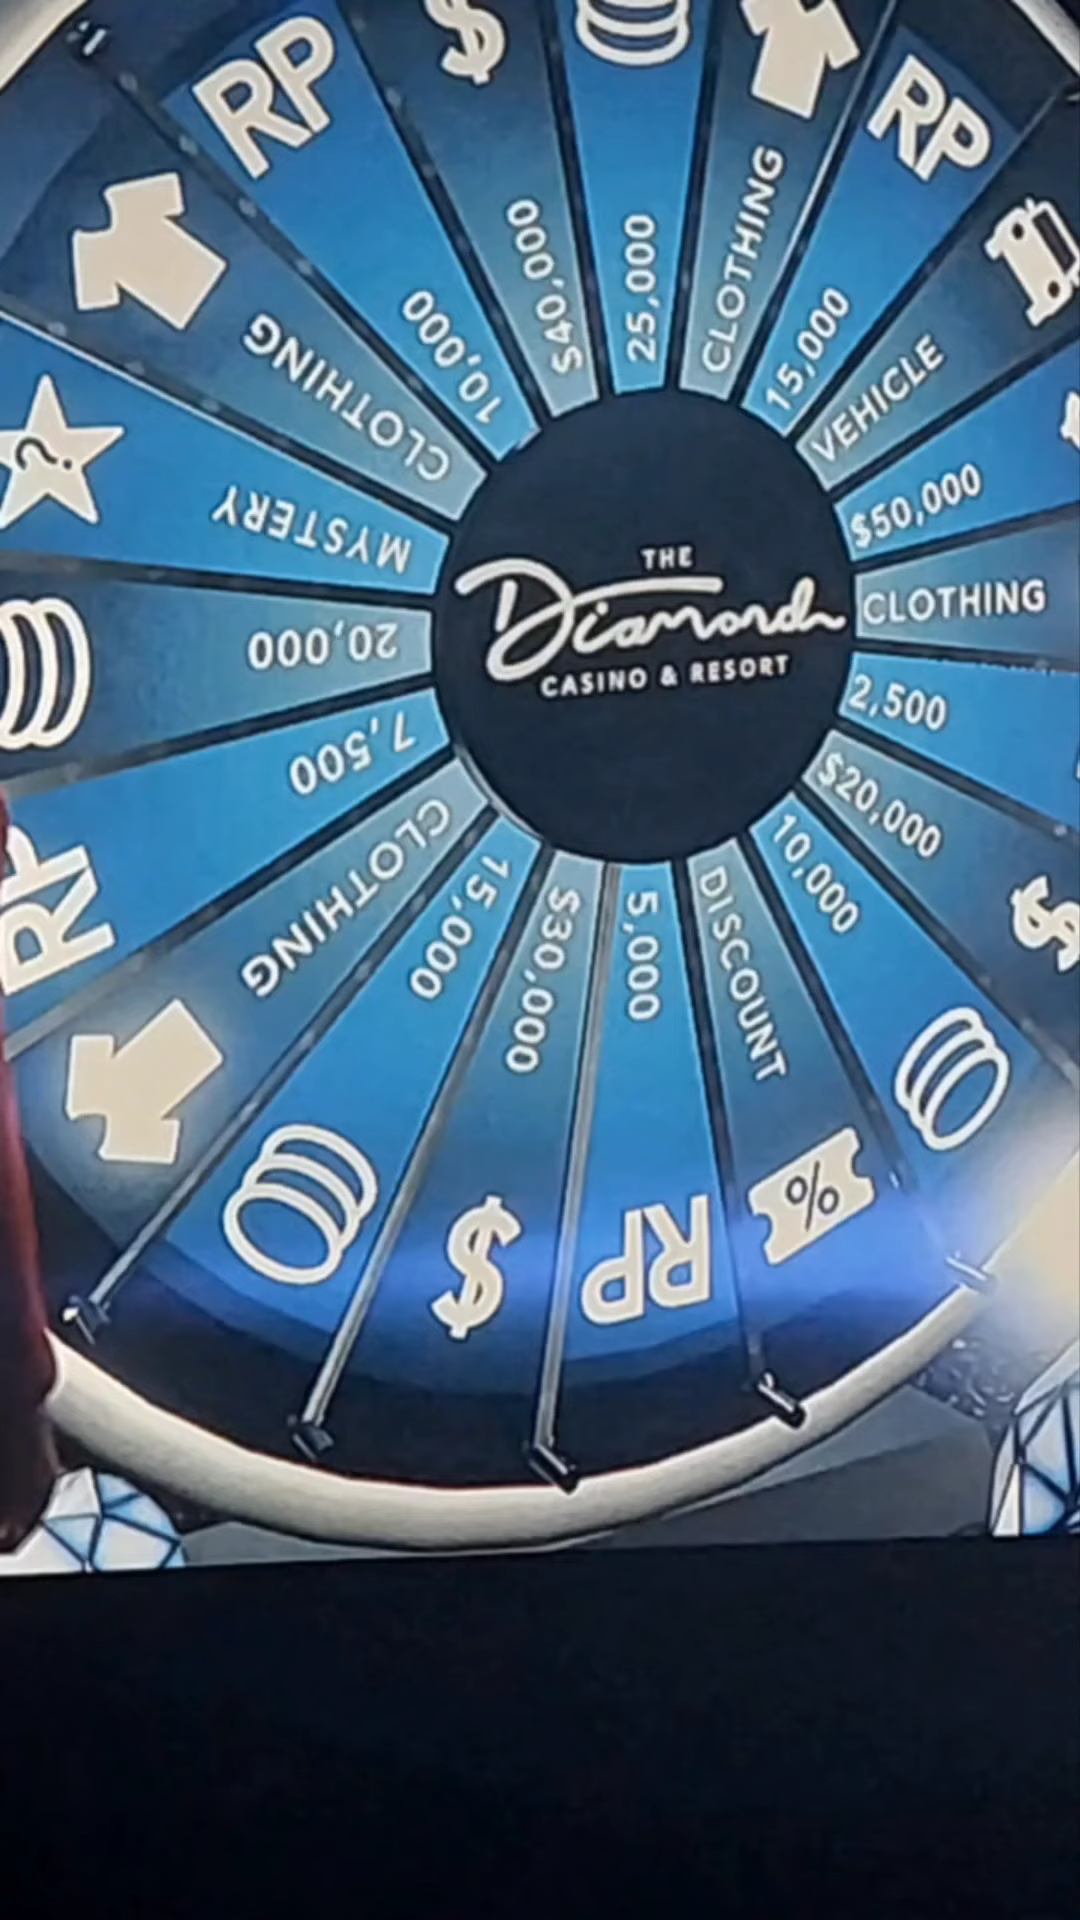 THE
Diamond
CASINO & RESORT
RP
10,000
$
$40,000
25,000
CLOTHING
RP
15,000
VEHICLE
$50,000
CLOTHING
2,500
$20,000
$
10,000
DISCOUNT
%
5,000
RP
$30,000
$
15,000
CLOTHING
7,500
RP
20,000
MYSTERY
?
CLOTHING